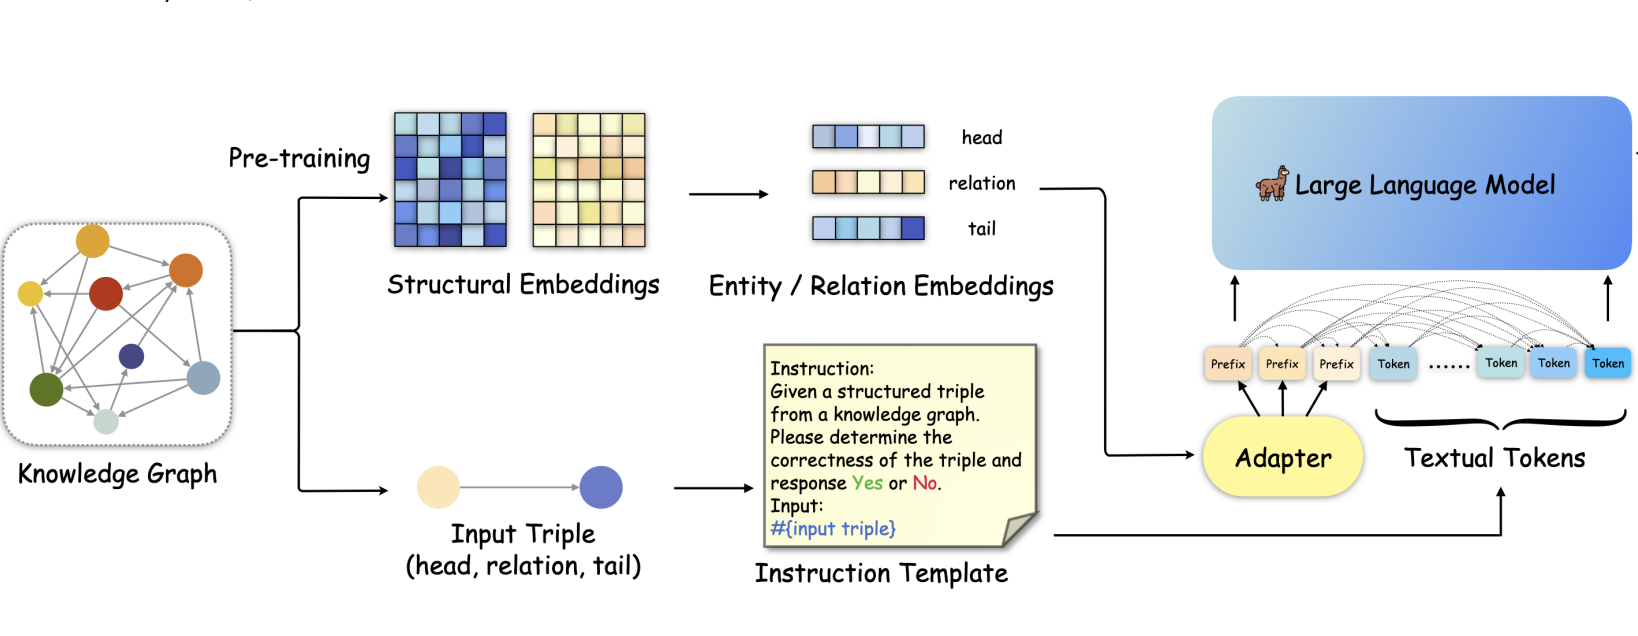 Pre-training
Knowledge Graph
Structural Embeddings
head
relation
tail
Entity / Relation Embeddings
Input Triple
(head, relation, tail)
Instruction:
Given a structured triple
from a knowledge graph.
Please determine the
correctness of the triple and
response Yes or No.
Input:
#{input triple}
Instruction Template
Large Language Model
Prefix Prefix Prefix Token ...... Token Token Token
Adapter
Textual Tokens